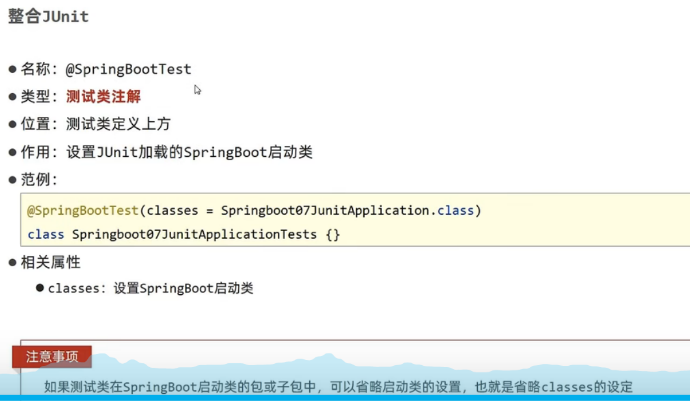 整合JUnit
●名称：@SpringBootTest
●类型：测试类注解
●位置：测试类定义上方
●作用：设置JUnit加载的SpringBoot启动类
●范例：
@SpringBootTest(classes = Springboot07JunitApplication.class)
class Springboot07JunitApplicationTests {}
●相关属性
●classes：设置SpringBoot启动类
注意事项
如果测试类在SpringBoot启动类的包或子包中，可以省略启动类的设置，也就是省略classes的设定